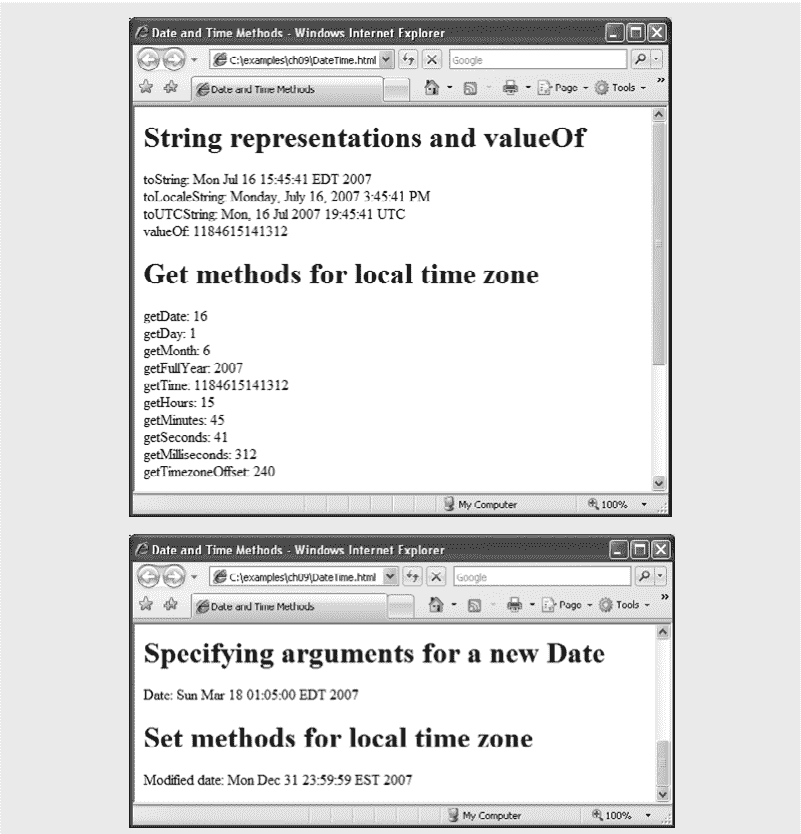 Date and Time Methods - Windows Internet Explorer
C:\examples\ch09\DateTime.html
Google
Date and Time Methods
Page
Tools
String representations and valueOf
toString: Mon Jul 16 15:45:41 EDT 2007
toLocaleString: Monday, July 16, 2007 3:45:41 PM
toUTCString: Mon, 16 Jul 2007 19:45:41 UTC
valueOf: 1184615141312
Get methods for local time zone
getDate: 16
getDay: 1
getMonth: 6
getFullYear: 2007
getTime: 1184615141312
getHours: 15
getMinutes: 45
getSeconds: 41
getMilliseconds: 312
getTimezoneOffset: 240
My Computer
100%
Date and Time Methods - Windows Internet Explorer
C:\examples\ch09\DateTime.html
Google
Date and Time Methods
Page
Tools
Specifying arguments for a new Date
Date: Sun Mar 18 01:05:00 EDT 2007
Set methods for local time zone
Modified date: Mon Dec 31 23:59:59 EST 2007
My Computer
100%